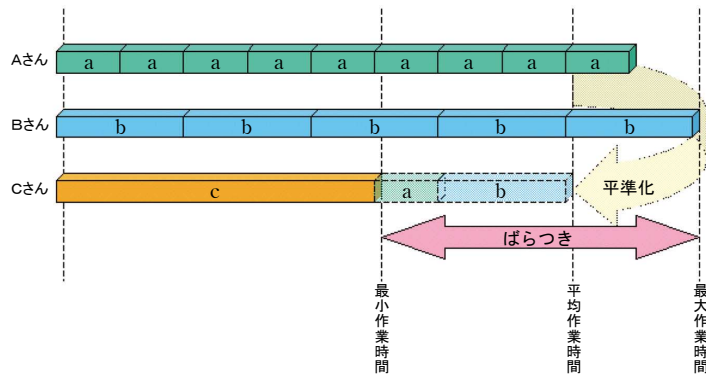 Aさん
a a a a a a a a a
Bさん
b b b b b
Cさん
c a b
平準化
ばらつき
最小作業時間
平均作業時間
最大作業時間